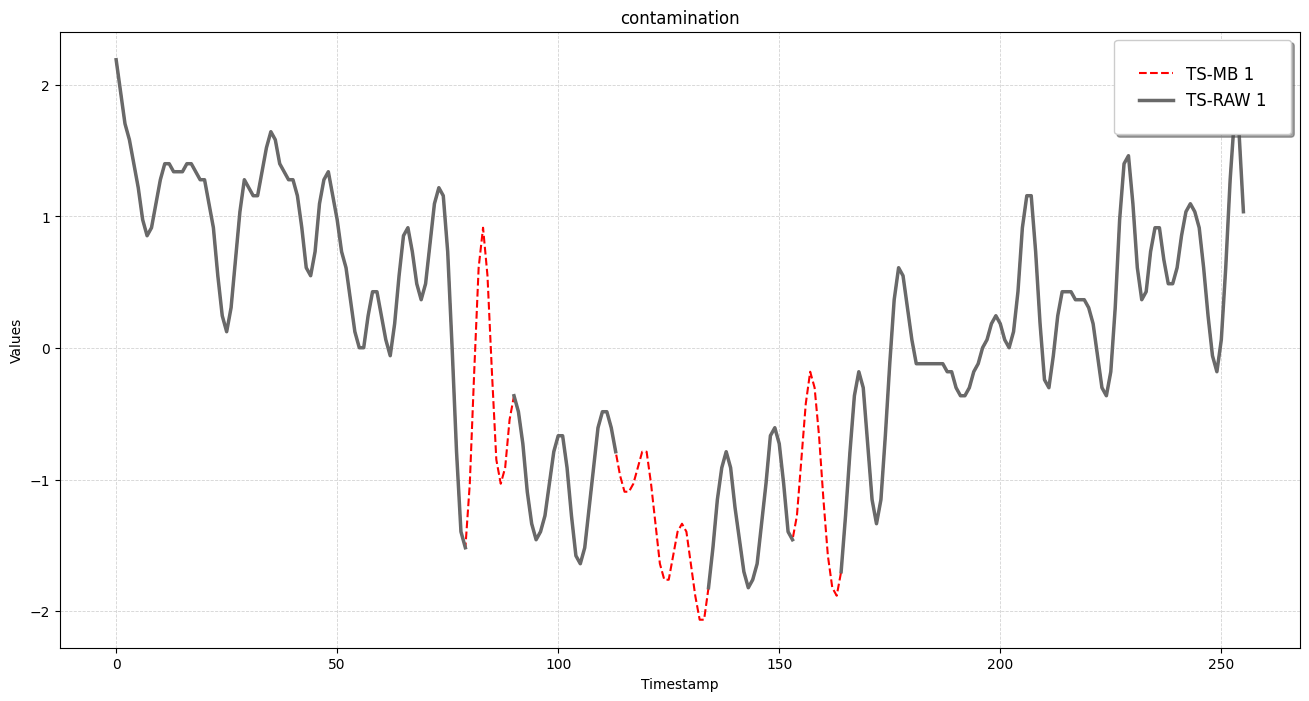 contamination
TS-MB 1
TS-RAW 1
Values
2
1
0
−1
−2
0
50
100
150
200
250
Timestamp